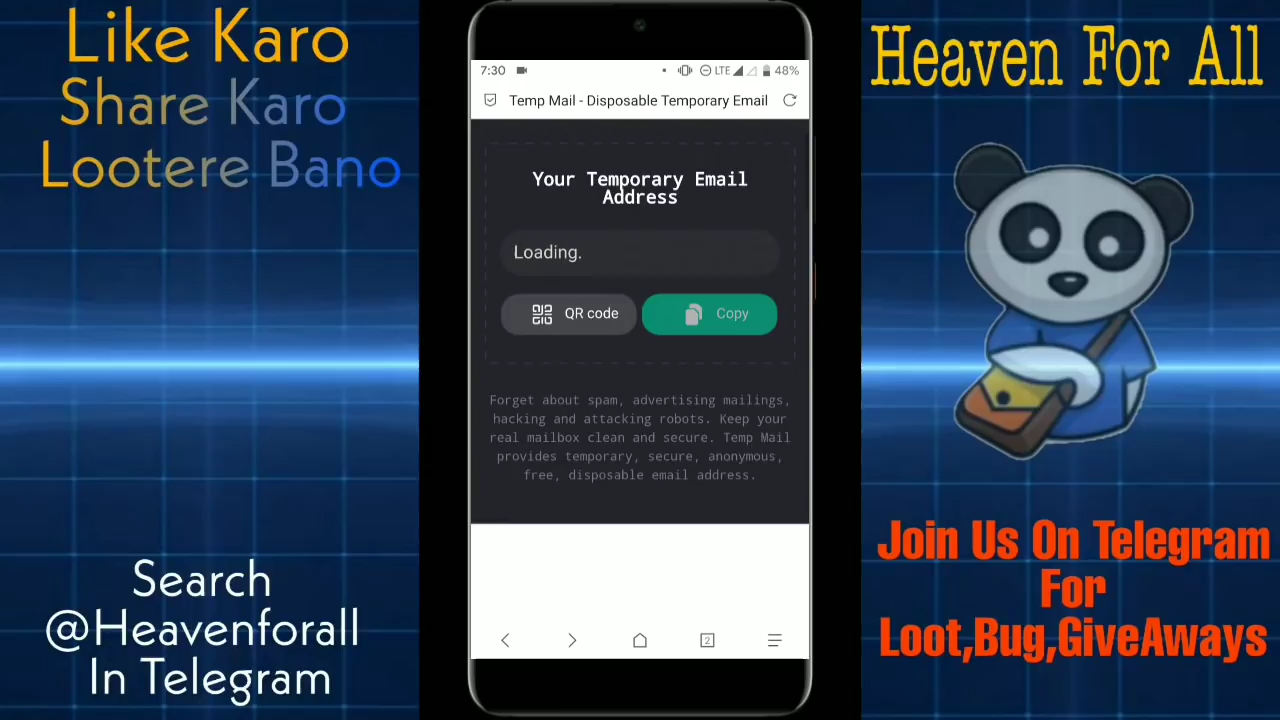 Like Karo
Share Karo
Lootere Bano
Search
@Heavenforall
In Telegram
7:30
LTE
48%
Temp Mail - Disposable Temporary Email
Your Temporary Email
Address
Loading.
QR code
Copy
Forget about spam, advertising mailings,
hacking and attacking robots. Keep your
real mailbox clean and secure. Temp Mail
provides temporary, secure, anonymous,
free, disposable email address.
2
Heaven For All
Join Us On Telegram
For
Loot,Bug,GiveAways